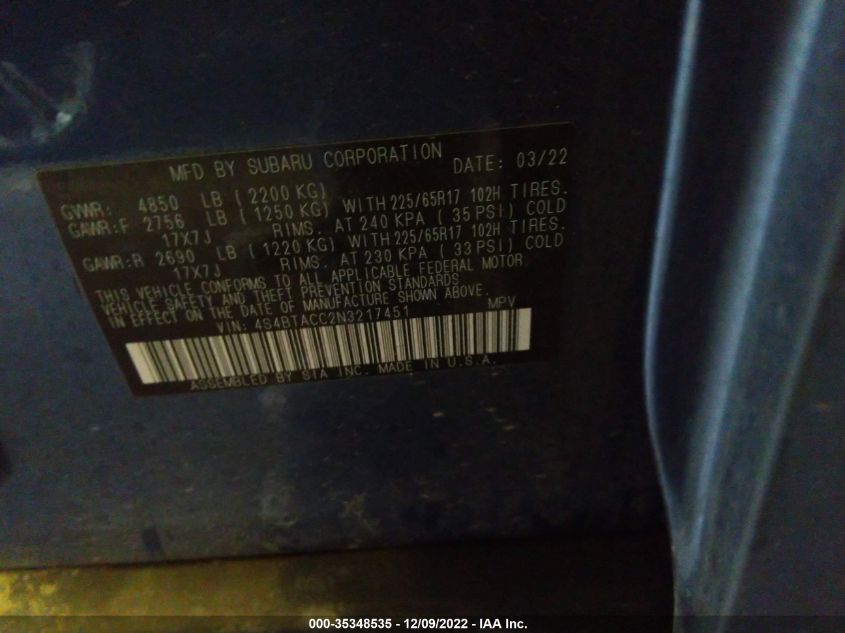 MFD BY SUBARU CORPORATION DATE: 03/22
GVWR: 4850 LB ( 2200 KG)
GAWR:F 2756 LB ( 1250 KG) WITH 225/65R17 102H TIRES.
17X7J RIMS. AT 240 KPA ( 35 PSI) COLD
GAWR:R 2690 LB ( 1220 KG) WITH 225/65R17 102H TIRES.
17X7J RIMS. AT 230 KPA ( 33 PSI) COLD
THIS VEHICLE CONFORMS TO ALL APPLICABLE FEDERAL MOTOR
VEHICLE SAFETY AND THEFT PREVENTION STANDARDS
IN EFFECT ON THE DATE OF MANUFACTURE SHOWN ABOVE.
VIN: 4S4BTACC2N3217451 MPV
ASSEMBLED BY SIA INC. MADE IN U.S.A.
000-35348535 - 12/09/2022 - IAA Inc.